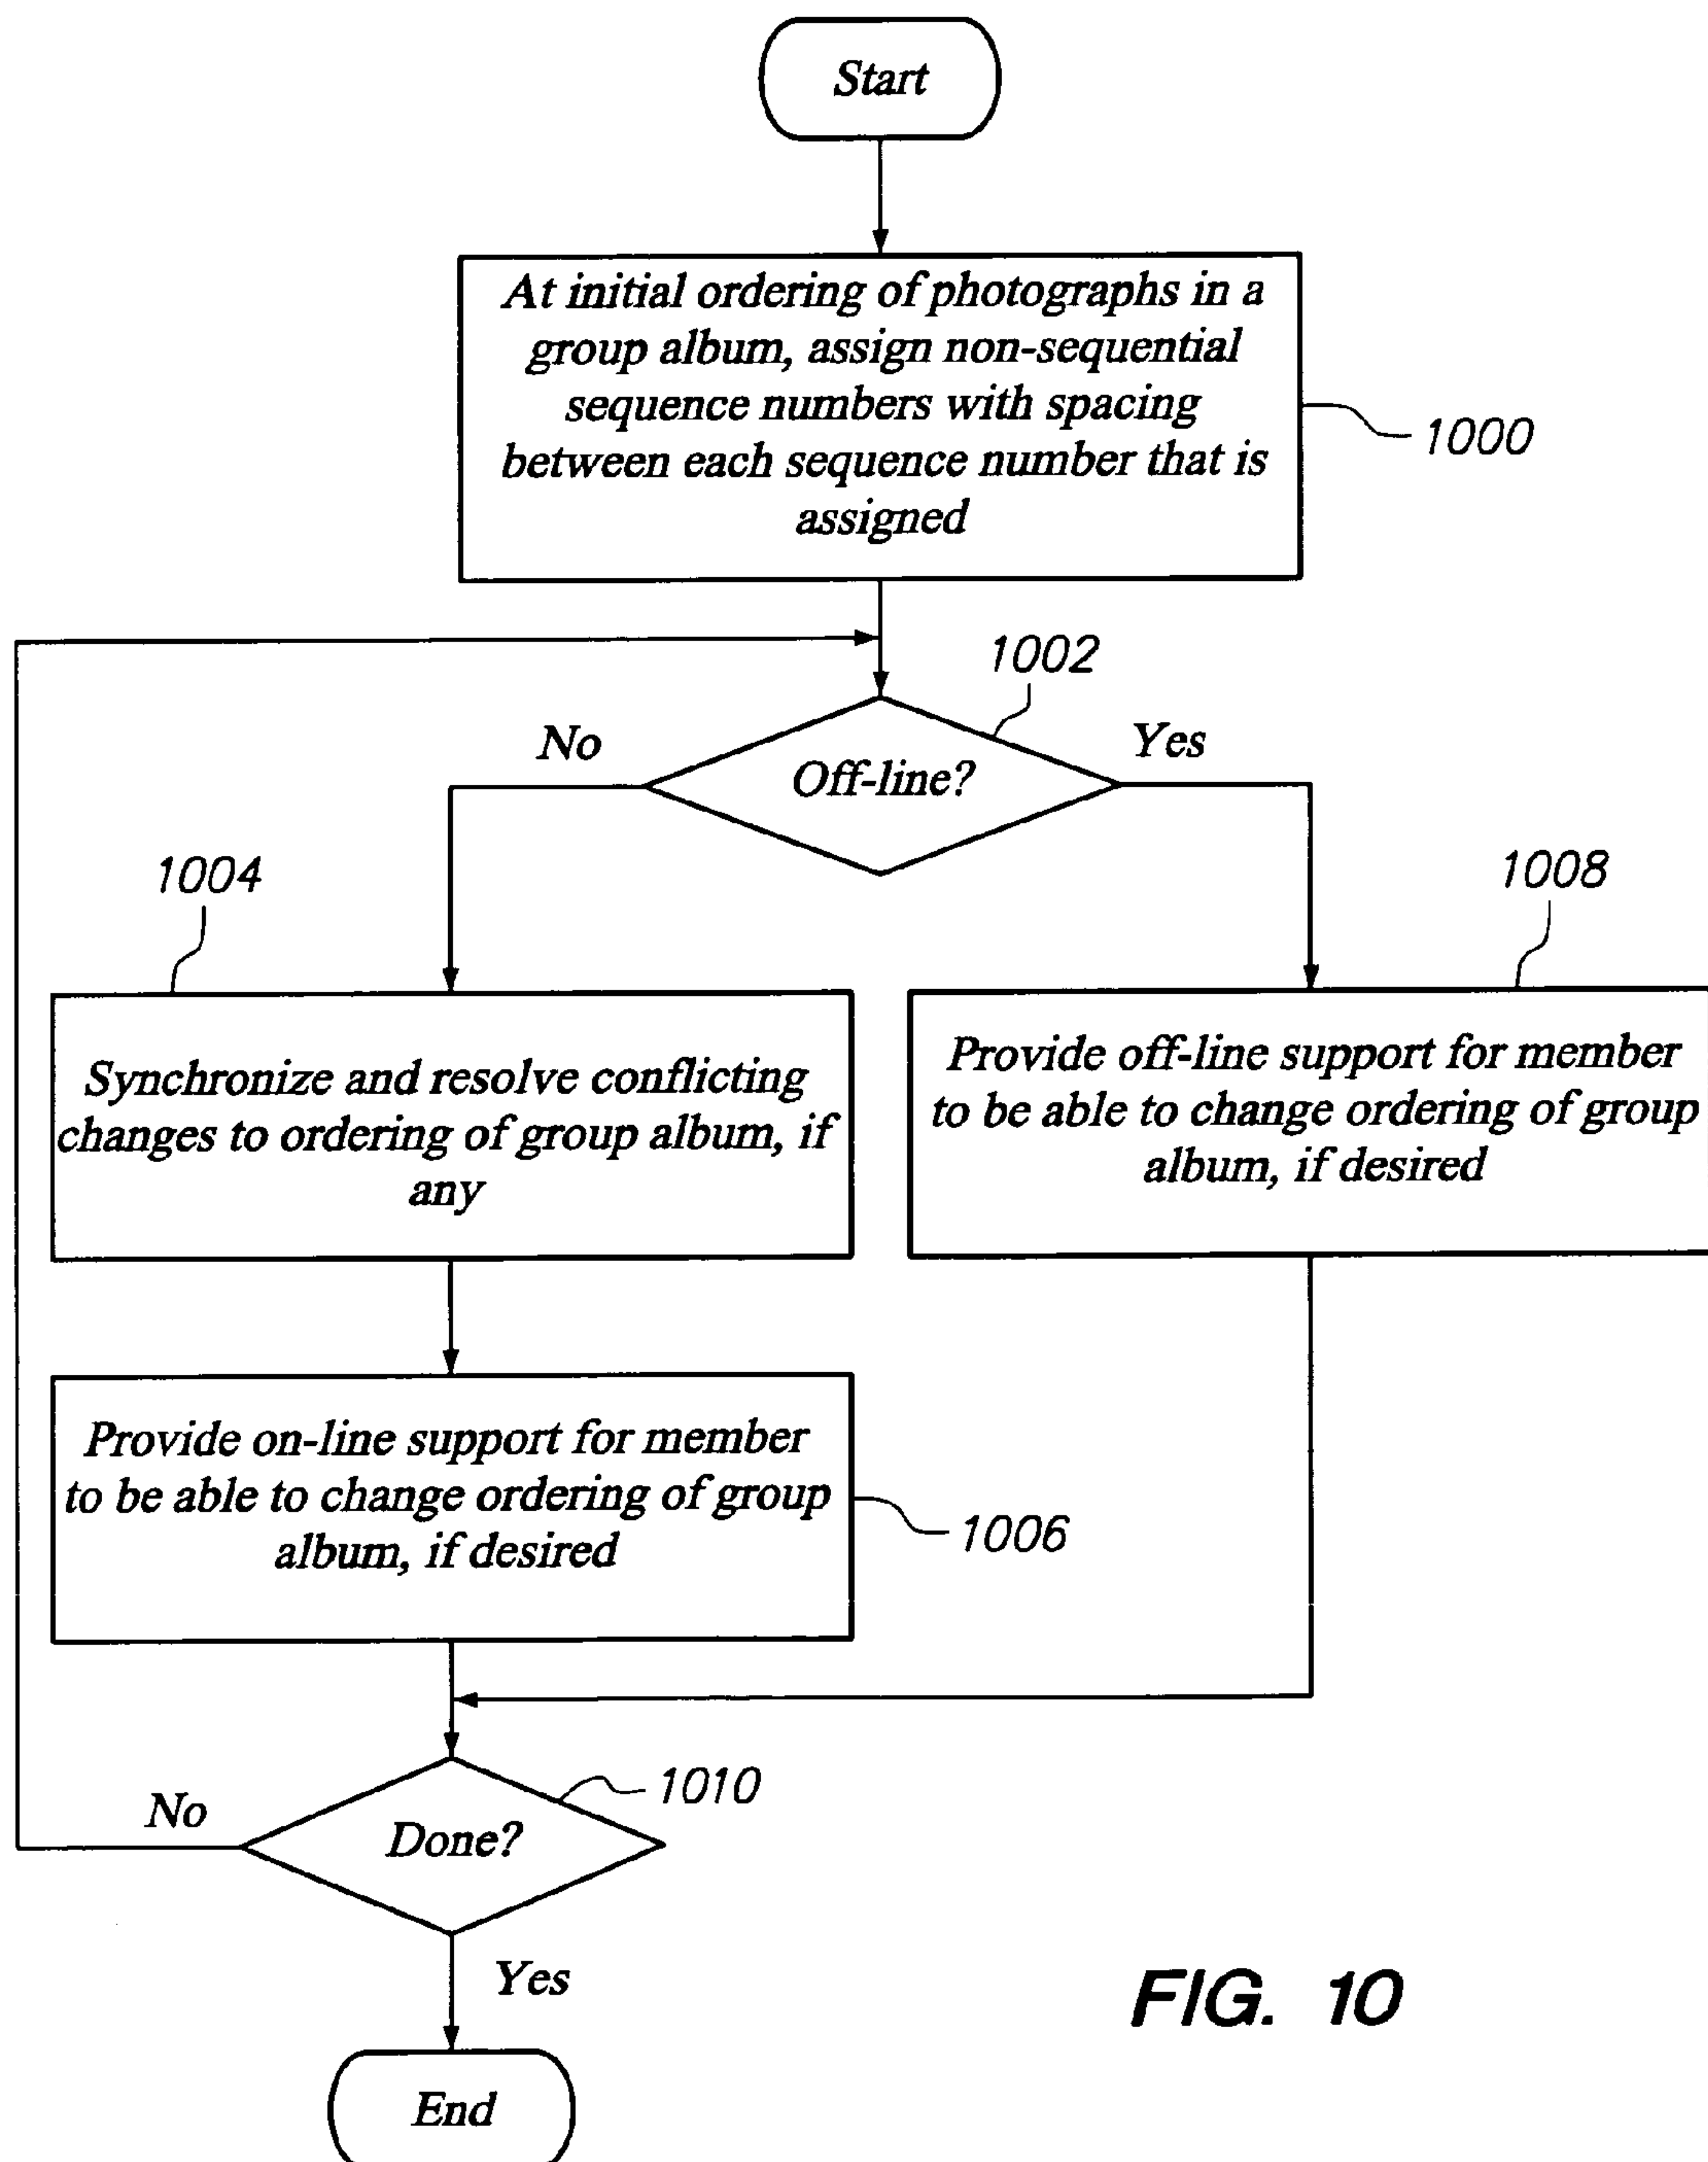 Start
At initial ordering of photographs in a
group album, assign non-sequential
sequence numbers with spacing
between each sequence number that is
assigned
1000
1002
No
Yes
Off-line?
1004
1008
Synchronize and resolve conflicting
changes to ordering of group album, if
any
Provide off-line support for member
to be able to change ordering of group
album, if desired
Provide on-line support for member
to be able to change ordering of group
album, if desired
1006
1010
No
Done?
Yes
End
FIG. 10